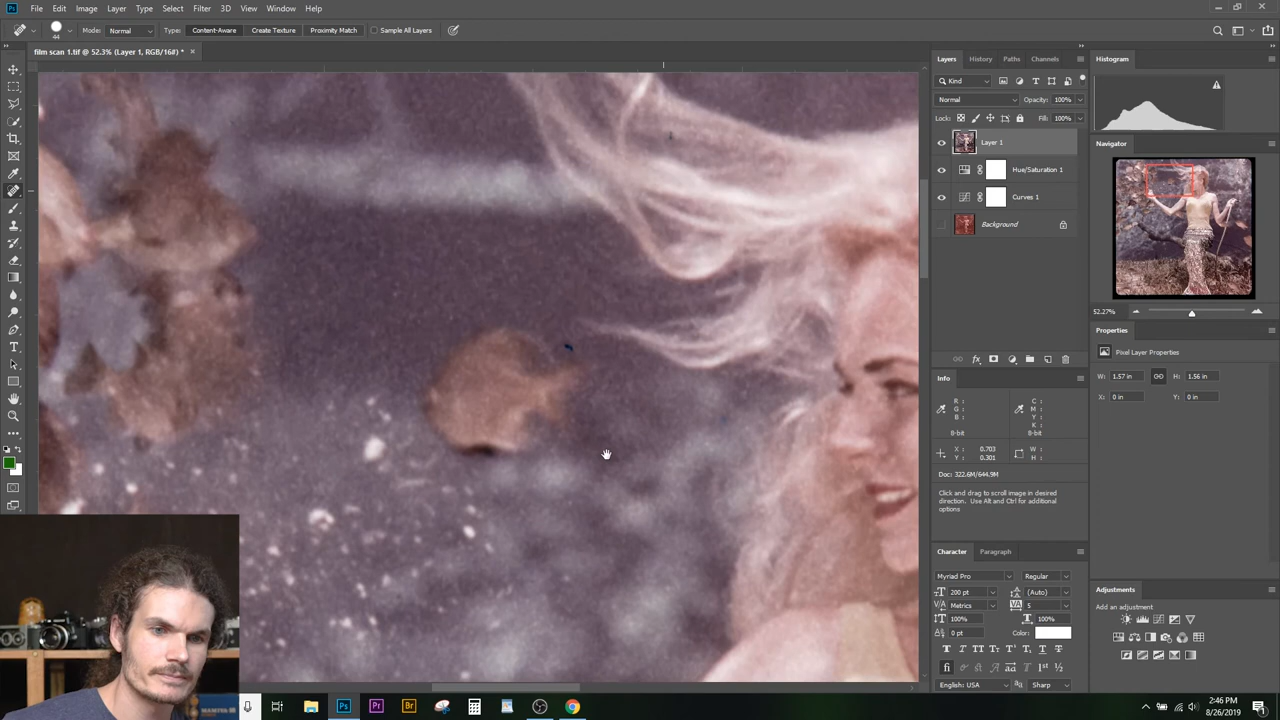 File Edit Image Layer Type Select Filter 3D View Window Help
44 Mode: Normal Type: Content-Aware Create Texture Proximity Match Sample All Layers
film scan 1.tif @ 52.3% (Layer 1, RGB/16#) *
Layers History Paths Channels
Kind
Normal Opacity: 100%
Lock: Fill: 100%
Layer 1
Hue/Saturation 1
Curves 1
Background
Info
R :
G :
B :
C :
M :
Y :
K :
8-bit 8-bit
X : 0.703
Y : 0.301
W :
H :
Doc: 322.6M/644.9M
Click and drag to scroll image in desired
direction. Use Alt and Ctrl for additional
options
Character Paragraph
Myriad Pro Regular
200 pt (Auto)
Metrics 5
100% 100%
0 pt Color:
English: USA Sharp
Histogram
Navigator
52.27%
Properties
Pixel Layer Properties
W: 1.57 in H: 1.56 in
X: 0 in Y: 0 in
Adjustments
Add an adjustment
2:46 PM
8/26/2019